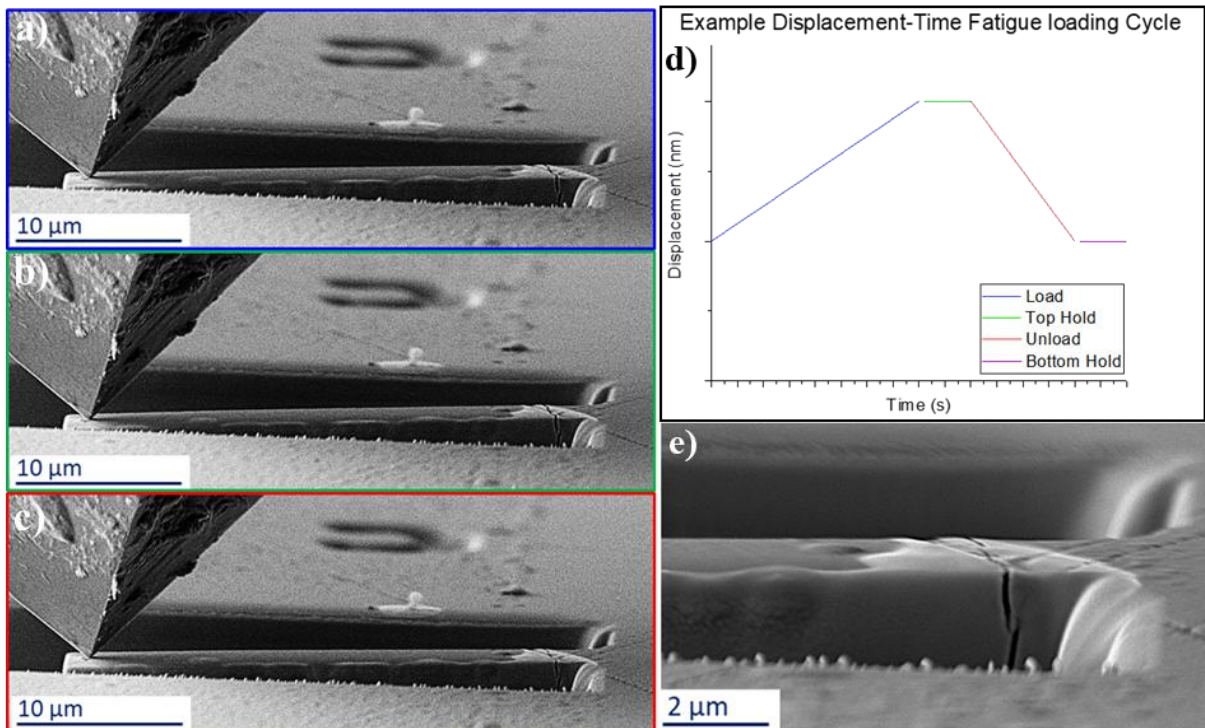 a)
10 μm
b)
10 μm
c)
10 μm
Example Displacement-Time Fatigue loading Cycle
d)
Displacement (nm)
Load
Top Hold
Unload
Bottom Hold
Time (s)
e)
2 μm